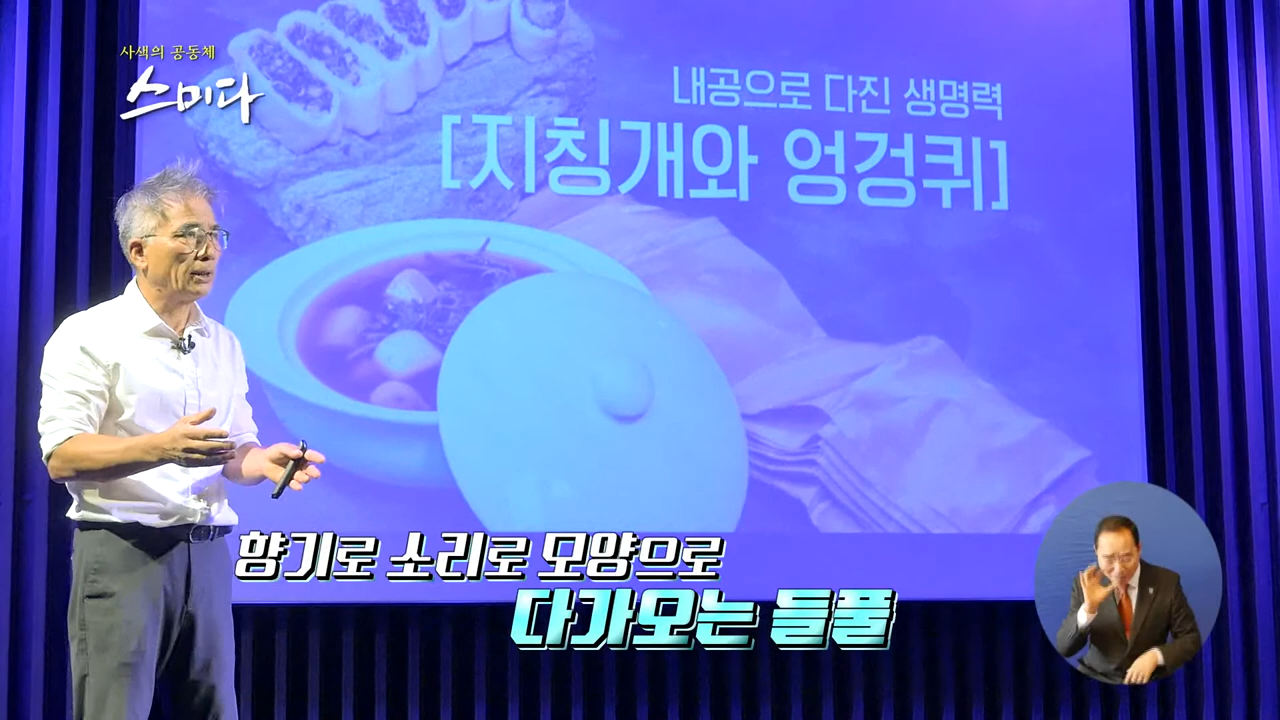 사색의 공동체
스미다
내공으로 다진 생명력
[지칭개와 엉겅퀴]
향기로 소리로 모양으로
다가오는 들풀